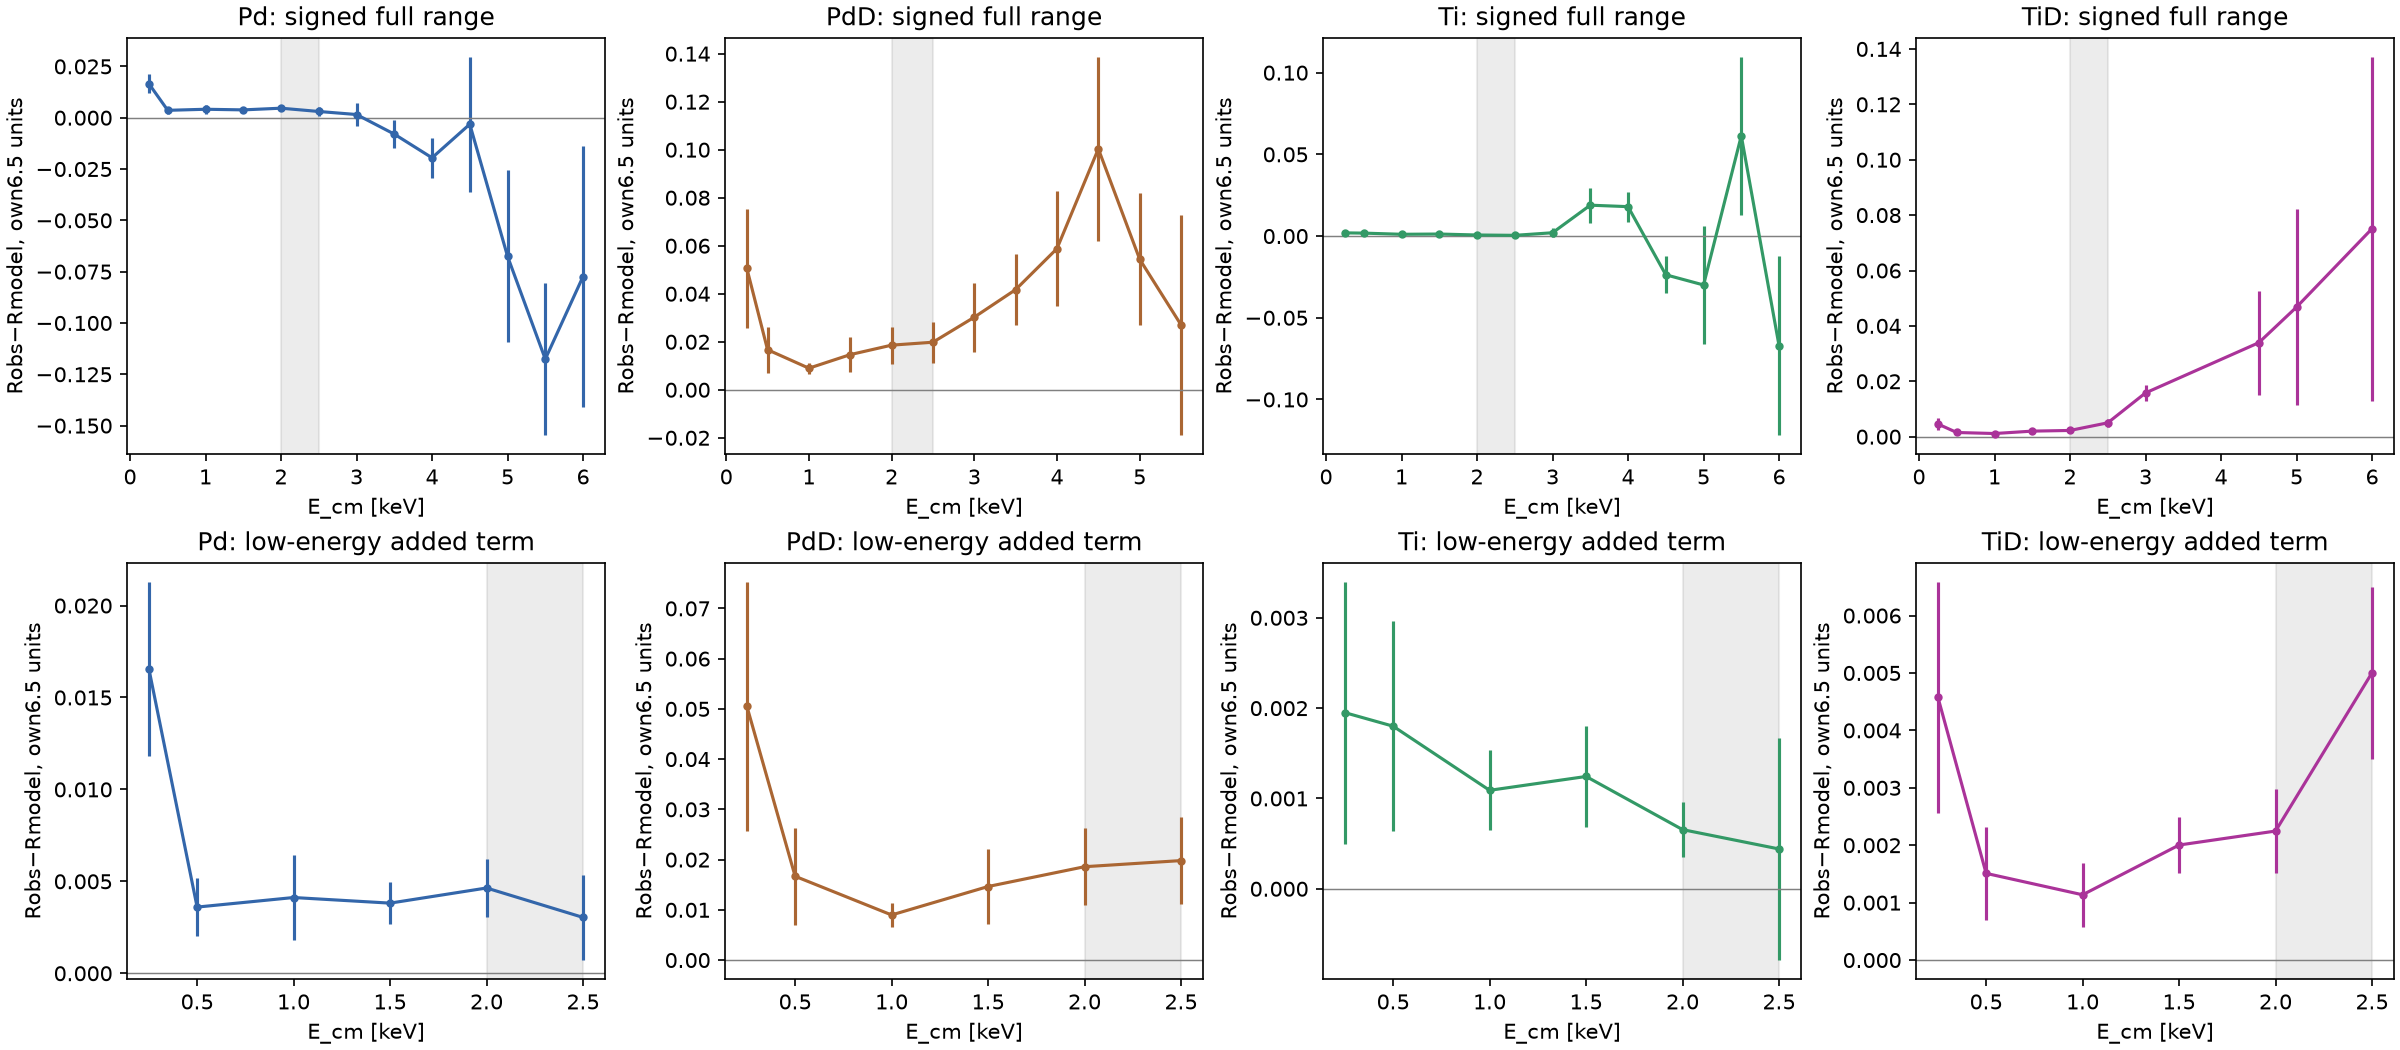 Pd: signed full range
Robs−Rmodel, own6.5 units
0.025
0.000
−0.025
−0.050
−0.075
−0.100
−0.125
−0.150
0 1 2 3 4 5 6
E_cm [keV]
PdD: signed full range
Robs−Rmodel, own6.5 units
0.14
0.12
0.10
0.08
0.06
0.04
0.02
0.00
−0.02
0 1 2 3 4 5
E_cm [keV]
Ti: signed full range
Robs−Rmodel, own6.5 units
0.10
0.05
0.00
−0.05
−0.10
0 1 2 3 4 5 6
E_cm [keV]
TiD: signed full range
Robs−Rmodel, own6.5 units
0.14
0.12
0.10
0.08
0.06
0.04
0.02
0.00
0 1 2 3 4 5 6
E_cm [keV]
Pd: low-energy added term
Robs−Rmodel, own6.5 units
0.020
0.015
0.010
0.005
0.000
0.5 1.0 1.5 2.0 2.5
E_cm [keV]
PdD: low-energy added term
Robs−Rmodel, own6.5 units
0.07
0.06
0.05
0.04
0.03
0.02
0.01
0.00
0.5 1.0 1.5 2.0 2.5
E_cm [keV]
Ti: low-energy added term
Robs−Rmodel, own6.5 units
0.003
0.002
0.001
0.000
0.5 1.0 1.5 2.0 2.5
E_cm [keV]
TiD: low-energy added term
Robs−Rmodel, own6.5 units
0.006
0.005
0.004
0.003
0.002
0.001
0.000
0.5 1.0 1.5 2.0 2.5
E_cm [keV]